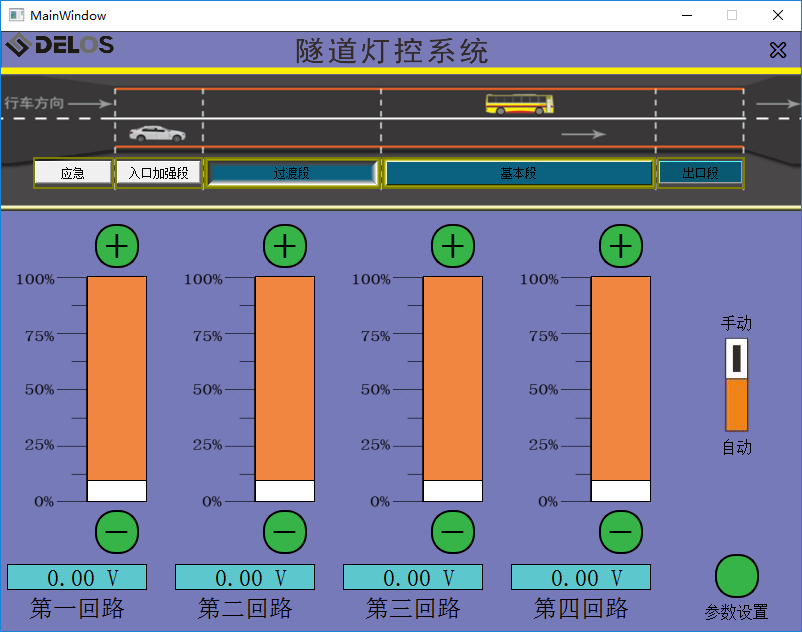 MainWindow
DELOS
隧道灯控系统
行车方向
应急 入口加强段 过渡段 基本段 出口段
100% 100% 100% 100%
手动
75% 75% 75% 75%
50% 50% 50% 50%
25% 25% 25% 25%
自动
0% 0% 0% 0%
0.00 V 0.00 V 0.00 V 0.00 V
第一回路 第二回路 第三回路 第四回路
参数设置